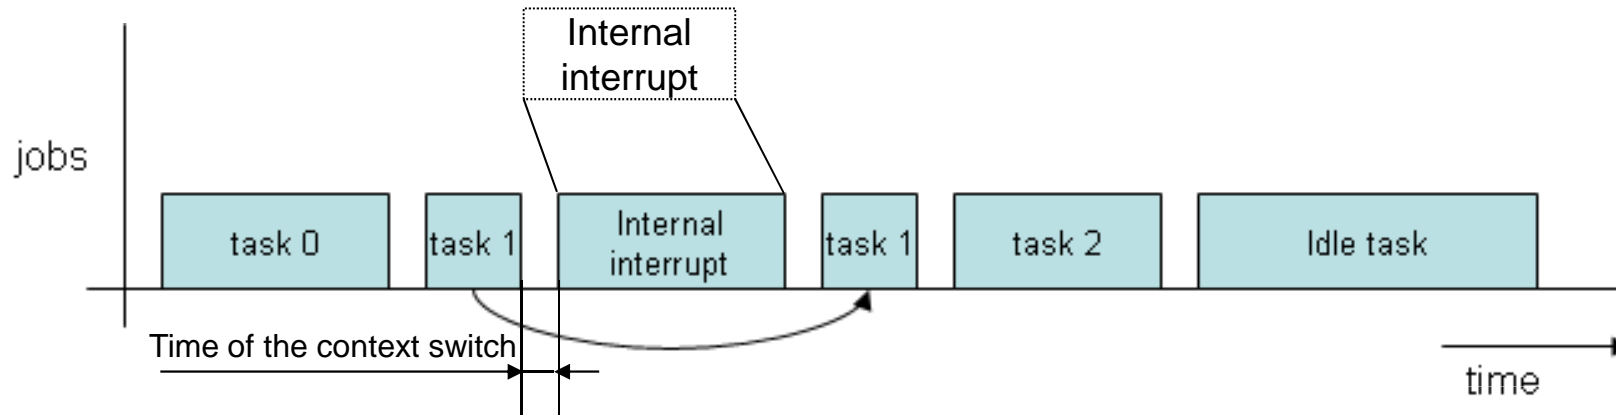 Internal
interrupt
jobs
task 0
task 1
Internal
interrupt
task 1
task 2
Idle task
Time of the context switch
time